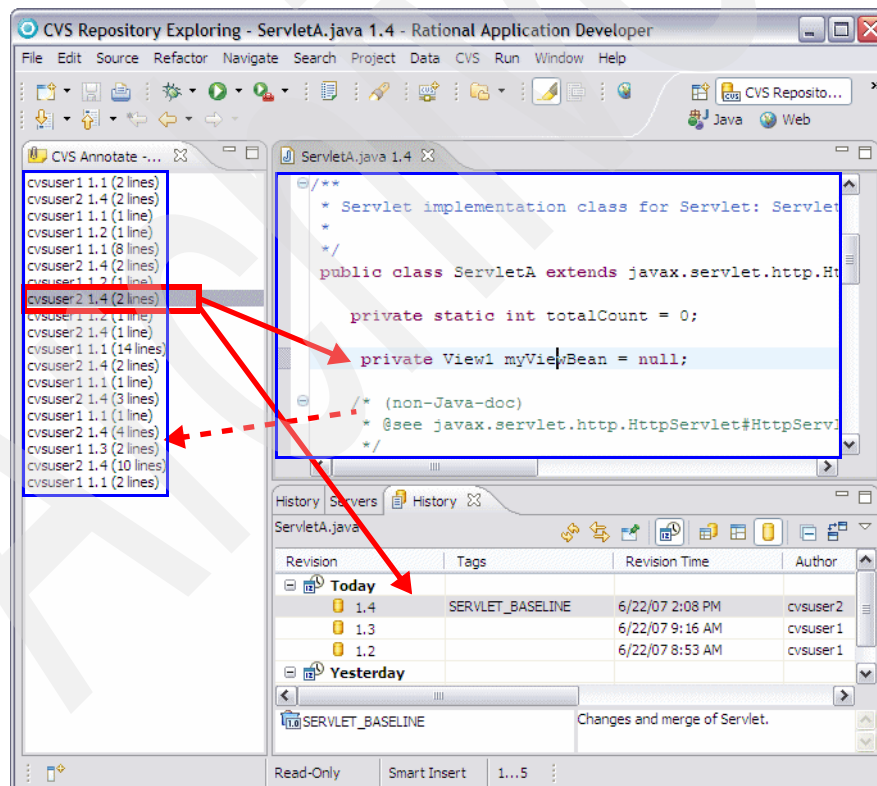 CVS Repository Exploring - ServletA.java 1.4 - Rational Application Developer
File Edit Source Refactor Navigate Search Project Data CVS Run Window Help
CVS Reposito...
Java Web
CVS Annotate -...
cvsuser1 1.1 (2 lines)
cvsuser2 1.4 (2 lines)
cvsuser1 1.1 (1 line)
cvsuser1 1.2 (1 line)
cvsuser1 1.1 (8 lines)
cvsuser2 1.4 (2 lines)
cvsuser1 1.2 (1 line)
cvsuser2 1.4 (2 lines)
cvsuser1 1.2 (1 line)
cvsuser2 1.4 (1 line)
cvsuser1 1.1 (14 lines)
cvsuser2 1.4 (2 lines)
cvsuser1 1.1 (1 line)
cvsuser2 1.4 (3 lines)
cvsuser1 1.1 (1 line)
cvsuser2 1.4 (4 lines)
cvsuser1 1.3 (2 lines)
cvsuser2 1.4 (10 lines)
cvsuser1 1.1 (2 lines)
ServletA.java 1.4
/**
* Servlet implementation class for Servlet: Servlet
*
*/
public class ServletA extends javax.servlet.http.Ht
private static int totalCount = 0;
private View1 myViewBean = null;
/* (non-Java-doc)
* @see javax.servlet.http.HttpServlet#HttpServl
*/
History Servers History
ServletA.java
Revision Tags Revision Time Author
Today
1.4 SERVLET_BASELINE 6/22/07 2:08 PM cvsuser2
1.3 6/22/07 9:16 AM cvsuser1
1.2 6/22/07 8:53 AM cvsuser1
Yesterday
SERVLET_BASELINE
Changes and merge of Servlet.
Read-Only Smart Insert 1...5